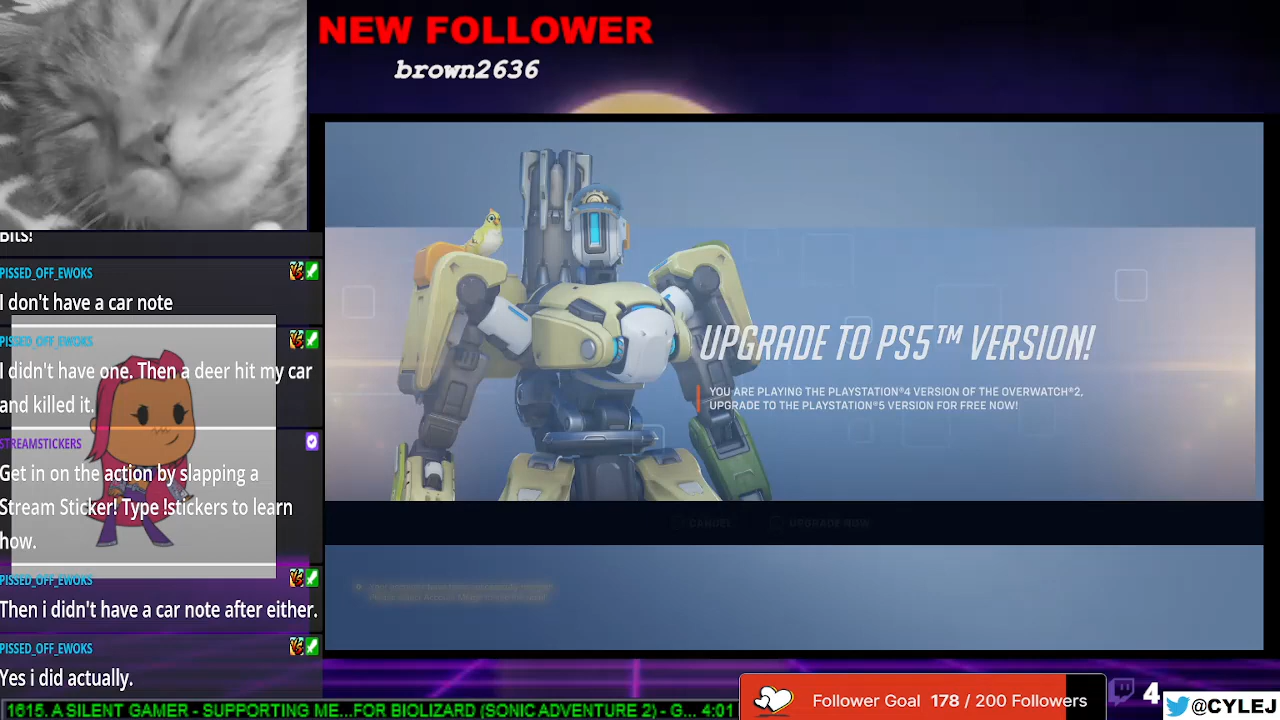 NEW FOLLOWER
brown2636
Bits!
PISSED_OFF_EWOKS
I don't have a car note
PISSED_OFF_EWOKS
I didn't have one. Then a deer hit my car
and killed it.
STREAMSTICKERS
Get in on the action by slapping a
Stream Sticker! Type !stickers to learn
how.
PISSED_OFF_EWOKS
Then i didn't have a car note after either.
PISSED_OFF_EWOKS
Yes i did actually.
UPGRADE TO PS5™ VERSION!
YOU ARE PLAYING THE PLAYSTATION®4 VERSION OF THE OVERWATCH®2,
UPGRADE TO THE PLAYSTATION®5 VERSION FOR FREE NOW!
CANCEL UPGRADE NOW
1615. A SILENT GAMER - SUPPORTING ME...FOR BIOLIZARD (SONIC ADVENTURE 2) - G... 4:01
Follower Goal 178 / 200 Followers
4
@CYLEJ